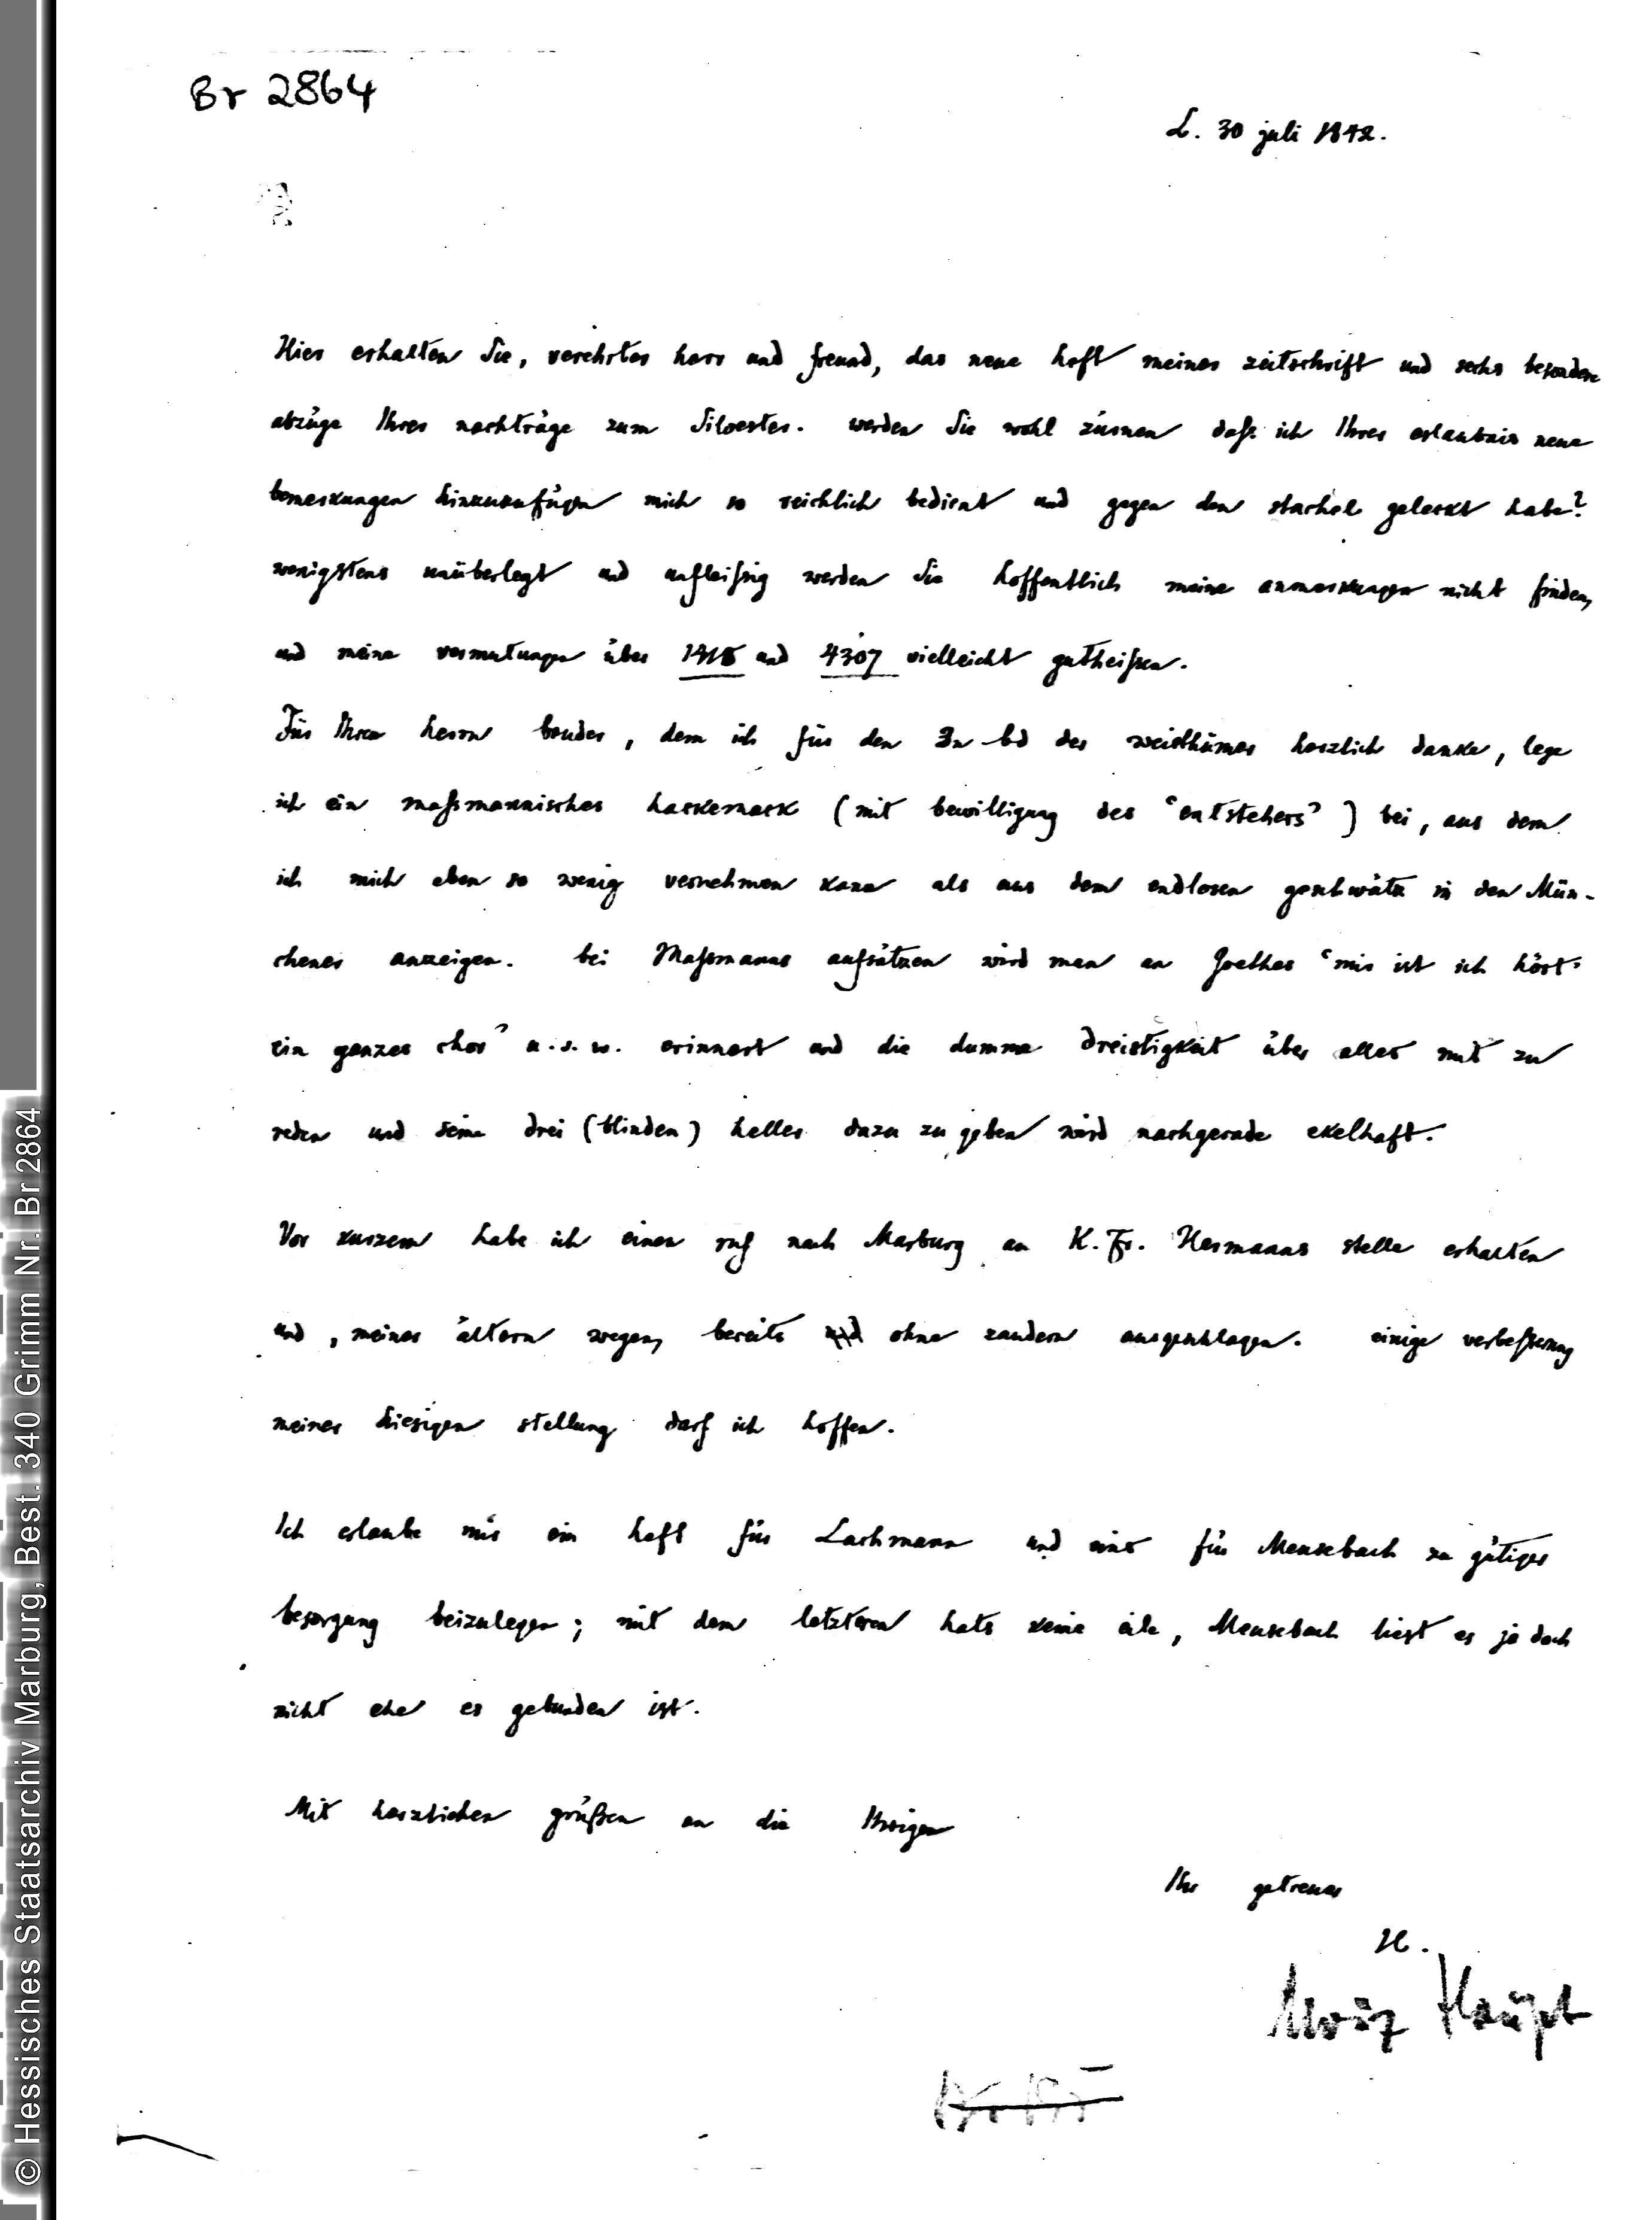 Br 2864
L. 30 juli 1842.
Hier erhalten Sie, verehrter herr und freund, das neue heft meiner zeitschrift und sechs besondere
abzüge Ihrer nachträge zum Silvester. werden Sie wohl zürnen daß ich Ihrer erlaubnis neue
bemerkungen hinzuzufügen mich so reichlich bedient und gegen den stachel geleckt habe?
wenigstens unüberlegt und unfleißig werden Sie hoffentlich meine anmerkungen nicht finden,
und meine vermutungen über 1915 und 4307 vielleicht gutheißen.
Für Ihren herrn bruder, dem ich für den 3n bd der weisthümer herzlich danke, lege
ich ein maßmannisches hackemack (mit bewilligung des ‘entstehers’) bei, aus dem
ich mich eben so wenig vernehmen kann als aus dem endlosen geschwätz in den Mün-
chener anzeigen. bei Maßmanns aufsätzen wird man an Goethes ‘mir ist ich hört’
ein ganzes chor’ u. s. w. erinnert und die dumme dreistigkeit über alles mit zu
reden und seine drei (blinden) heller dazu zu geben wird nachgerade ekelhaft.
Vor kurzem habe ich einen ruf nach Marburg an K. Fr. Hermanns stelle erhalten
und, meiner ältern wegen, bereits und ohne zaudern ausgeschlagen. einige verbeßerung
meiner hiesigen stellung darf ich hoffen.
Ich erlaube mir ein heft für Lachmann und eins für Meusebach zu gütiger
besorgung beizulegen; mit dem letzteren hats keine eile, Meusebach liest es ja doch
nicht ehe es gebunden ist.
Mit herzlichen grüßen an die Ihrigen
Ihr getreuer
H.
Moriz Haupt
© Hessisches Staatsarchiv Marburg, Best. 340 Grimm Nr. Br 2864